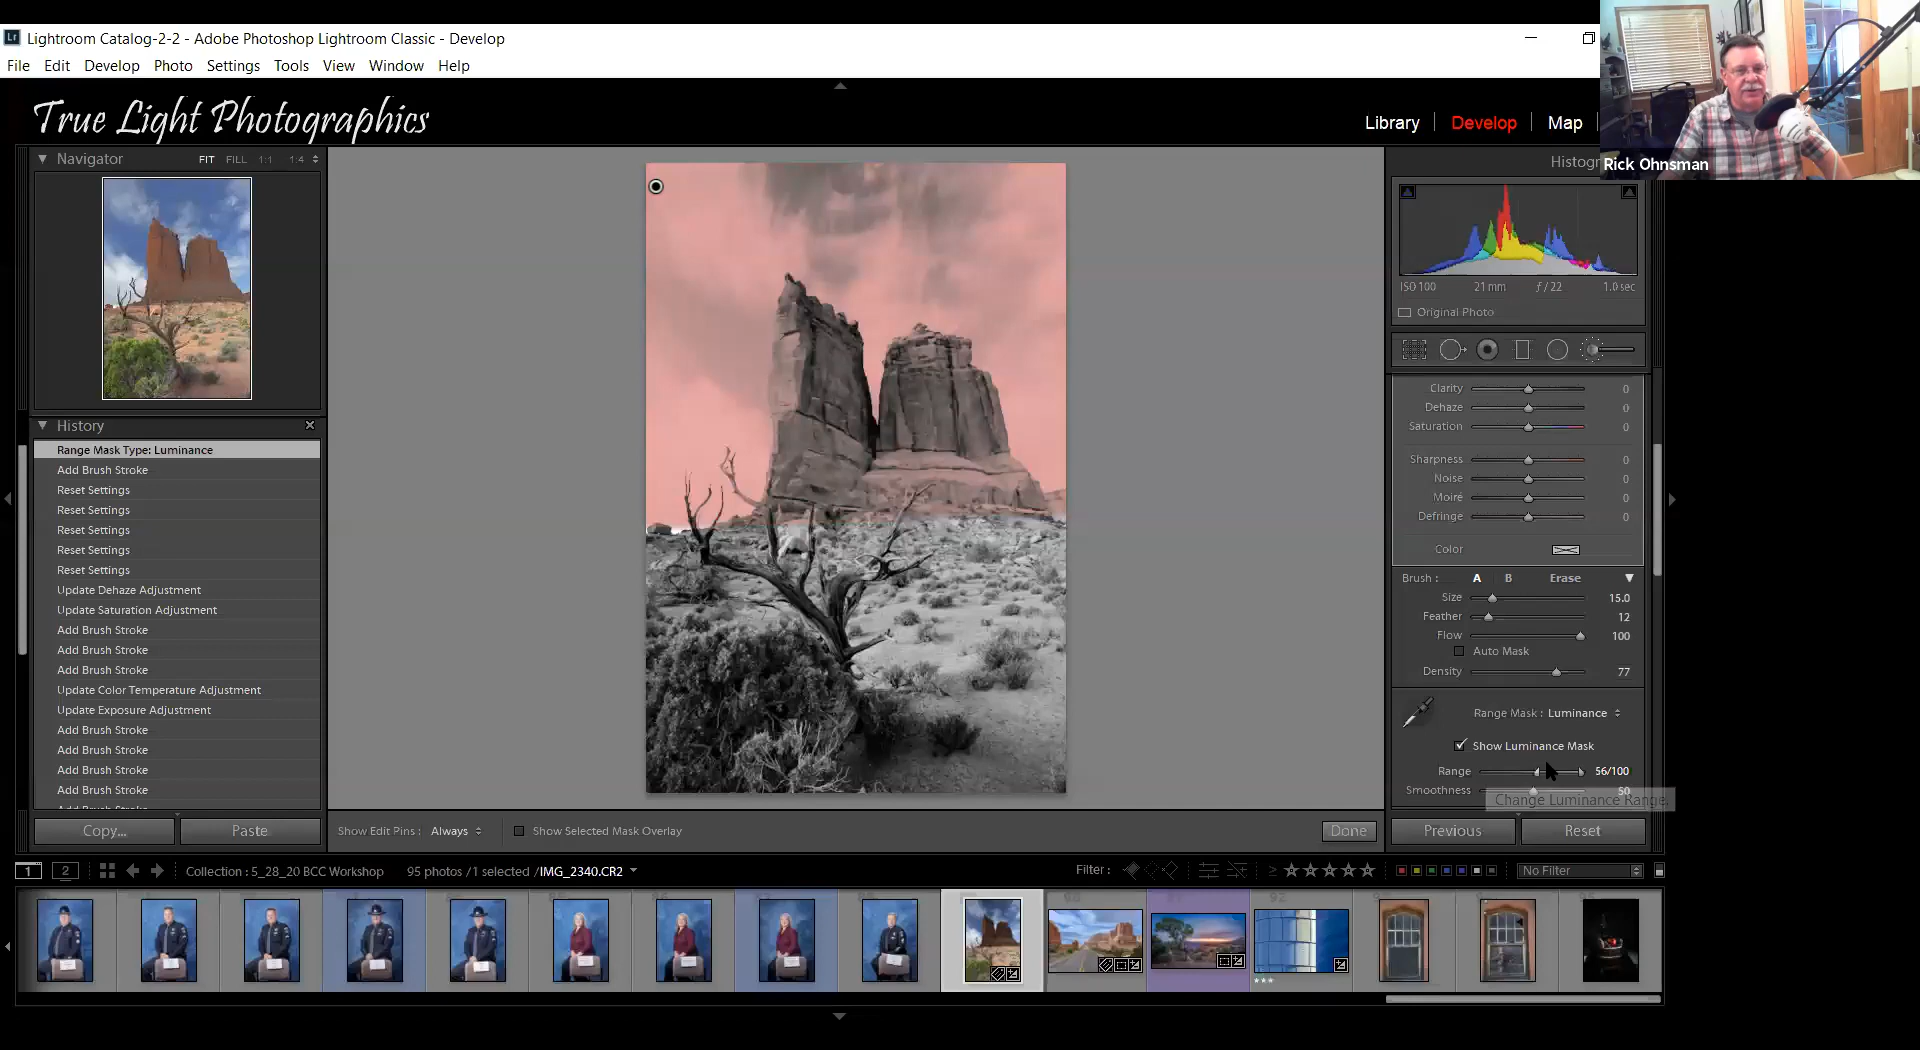 Lightroom Catalog-2-2 - Adobe Photoshop Lightroom Classic - Develop
File Edit Develop Photo Settings Tools View Window Help
True Light Photographics
Library Develop Map
Rick Ohnsman
Navigator FIT FILL 1:1 1:4
Histogr
ISO 100 21 mm f / 22 1.0 sec
Original Photo
Clarity 0
Dehaze 0
Saturation 0
Sharpness 0
Noise 0
Moiré 0
Defringe 0
Color
Brush : A B Erase
Size 15.0
Feather 12
Flow 100
Auto Mask
Density 77
Range Mask : Luminance
Show Luminance Mask
Range 56/100
Smoothness 50
Change Luminance Range.
Previous Reset
History
Range Mask Type: Luminance
Add Brush Stroke
Reset Settings
Reset Settings
Reset Settings
Reset Settings
Reset Settings
Update Dehaze Adjustment
Update Saturation Adjustment
Add Brush Stroke
Add Brush Stroke
Add Brush Stroke
Update Color Temperature Adjustment
Update Exposure Adjustment
Add Brush Stroke
Add Brush Stroke
Add Brush Stroke
Add Brush Stroke
Copy... Paste
Show Edit Pins : Always Show Selected Mask Overlay Done
1 2 Collection : 5_28_20 BCC Workshop 95 photos / 1 selected / IMG_2340.CR2 Filter : ≥ No Filter